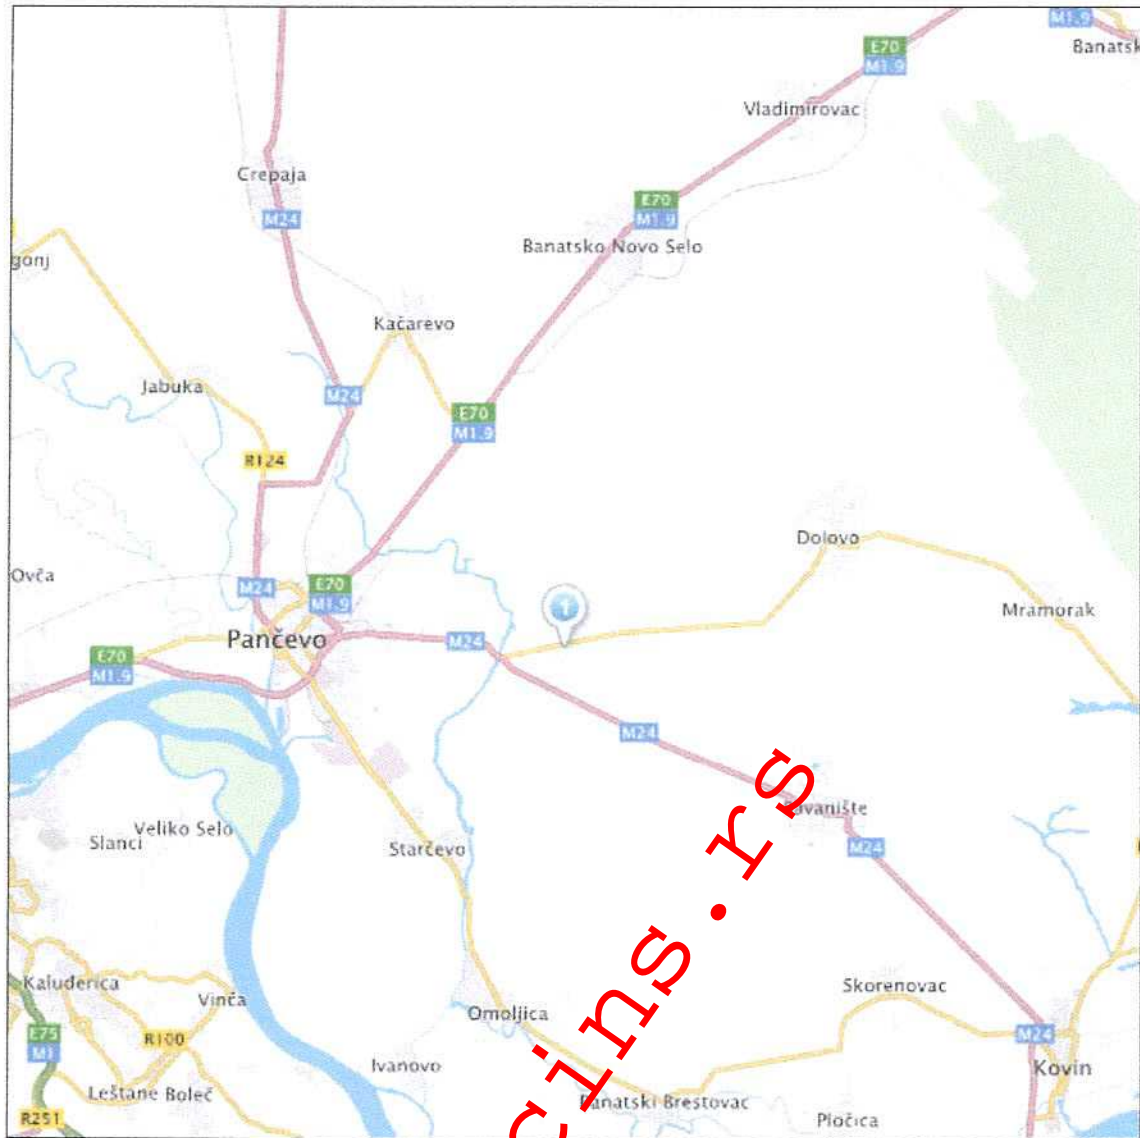 M1.9
E70
M1.9
Banatsk
Vladimirovac
Crepaja
M24
E70
M1.9
Banatsko Novo Selo
gonj
Kačarevo
Jabuka
M24
E70
M1.9
R124
Dolovo
Ovča
M24
E70
M1.9
Mramorak
Pančevo
M24
E70
M1.9
M24
avanište
Veliko Selo
Slanci
Starčevo
M24
Kaluđerica
Vinča
Skorenovac
Omoljica
E75
M1
R100
M24
Ivanovo
Kovin
Leštane
Boleč
Banatski Brestovac
R251
Pločica
cins.rs